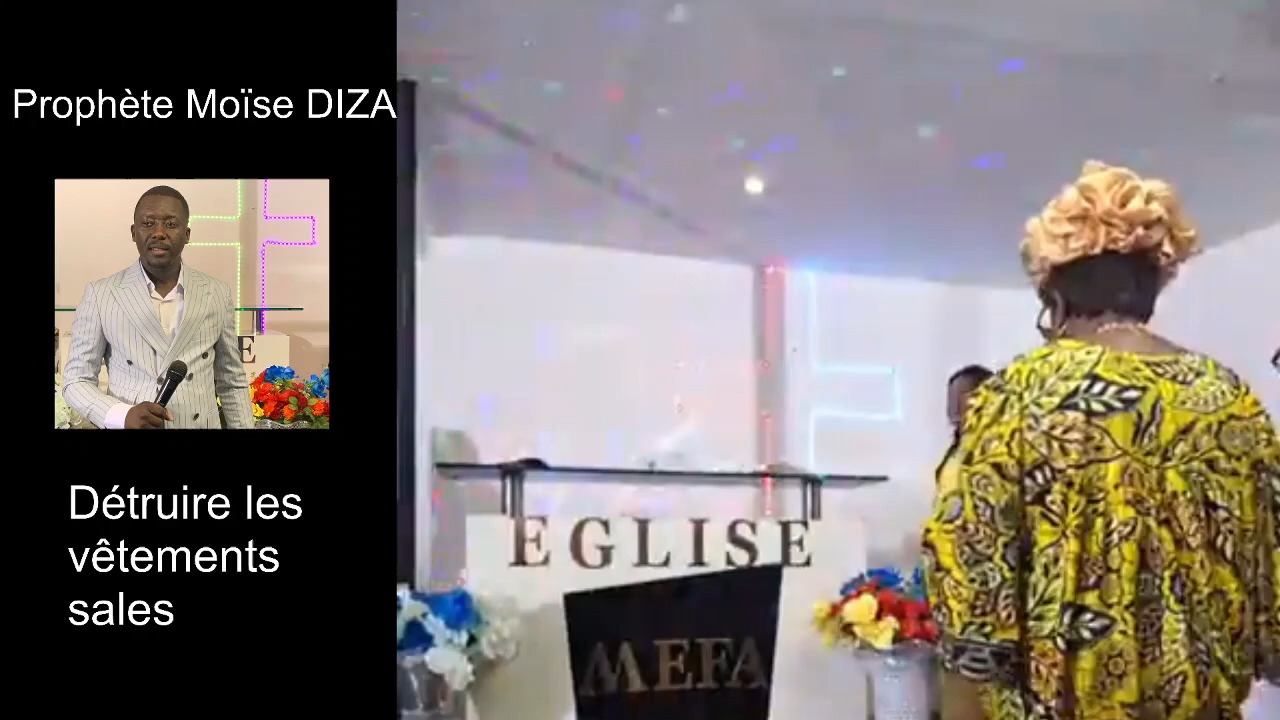 Prophète Moïse DIZA
E
Détruire les
vêtements
sales
EGLISE
MEFA